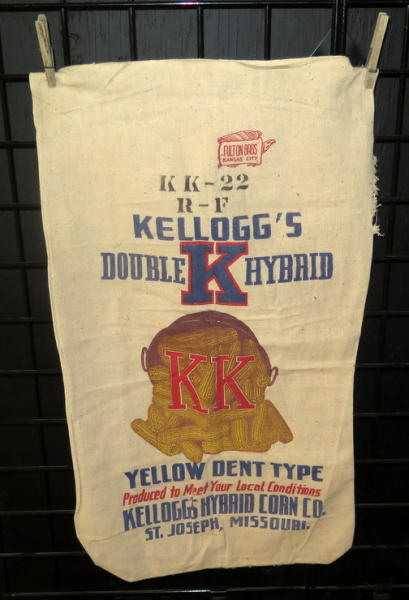 FULTON BAGS
KANSAS CITY
KK-22
R-F
KELLOGG'S
DOUBLE K HYBRID
KK
YELLOW DENT TYPE
Produced to Meet Your Local Conditions
KELLOGG'S HYBRID CORN CO.
ST. JOSEPH, MISSOURI.